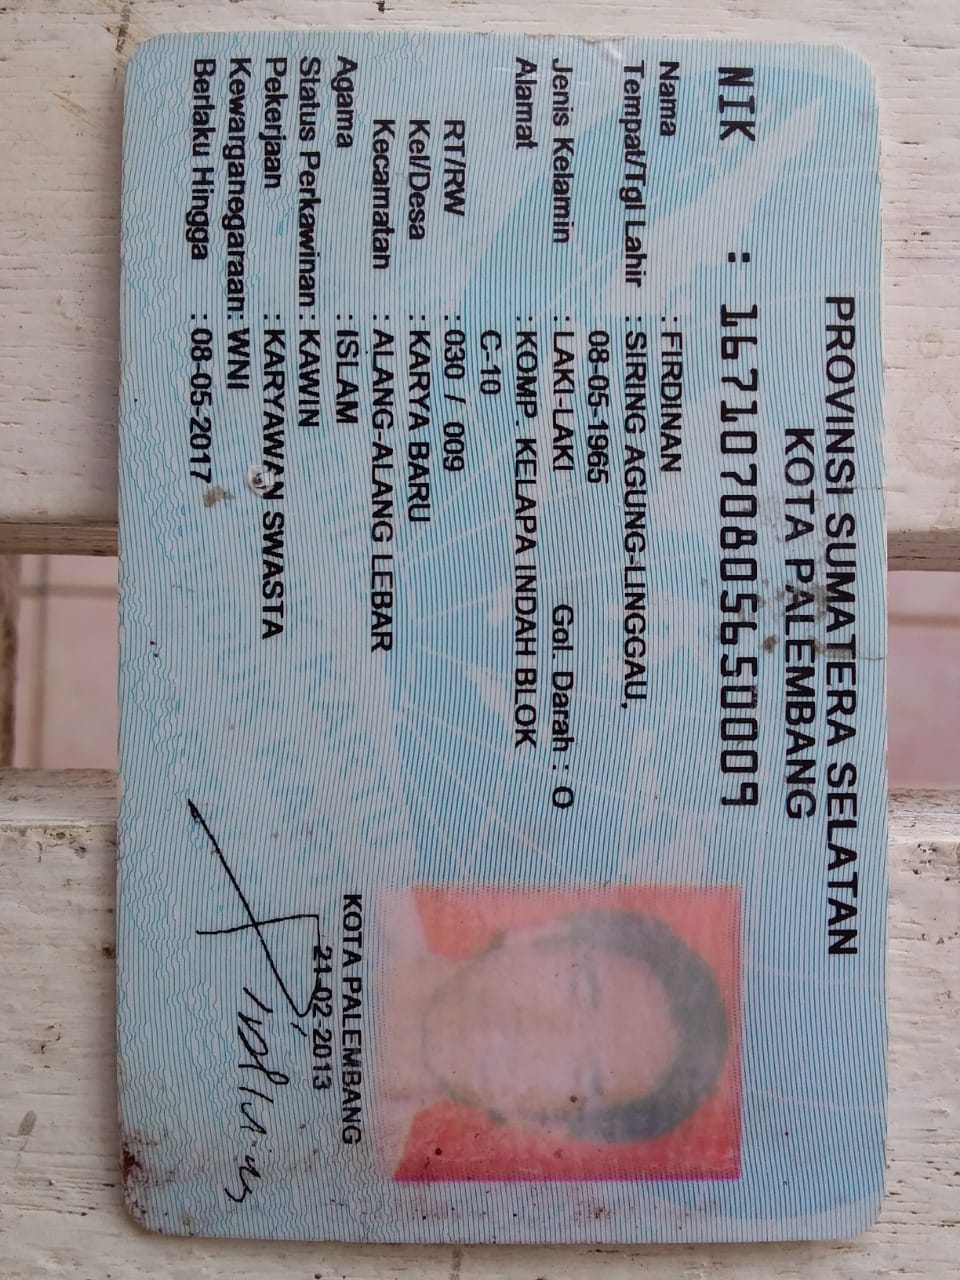 PROVINSI SUMATERA SELATAN
KOTA PALEMBANG
NIK : 1671070805650009
Nama : FIRDINAN
Tempat/Tgl Lahir : SIRING AGUNG-LINGGAU,
08-05-1965
Jenis Kelamin : LAKI-LAKI Gol. Darah : O
Alamat : KOMP. KELAPA INDAH BLOK
C-10
RT/RW : 030 / 009
Kel/Desa : KARYA BARU
Kecamatan : ALANG-ALANG LEBAR
Agama : ISLAM
Status Perkawinan : KAWIN
Pekerjaan : KARYAWAN SWASTA
Kewarganegaraan: WNI
Berlaku Hingga : 08-05-2017
KOTA PALEMBANG
21-02-2013